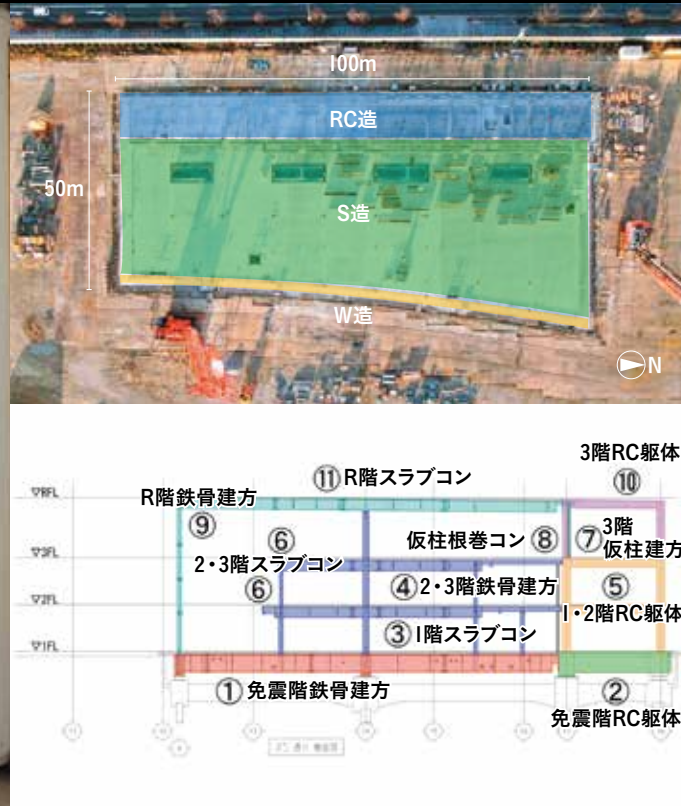 100m
RC造
50m
S造
W造
N
3階RC躯体
⑪R階スラブコン
⑩
▽RFL
R階鉄骨建方
⑨
⑥
仮柱根巻コン⑧
⑦3階
仮柱建方
▽3FL
2・3階スラブコン
⑥
④2・3階鉄骨建方
⑤
▽2FL
1・2階RC躯体
③1階スラブコン
▽1FL
①免震階鉄骨建方
②
免震階RC躯体